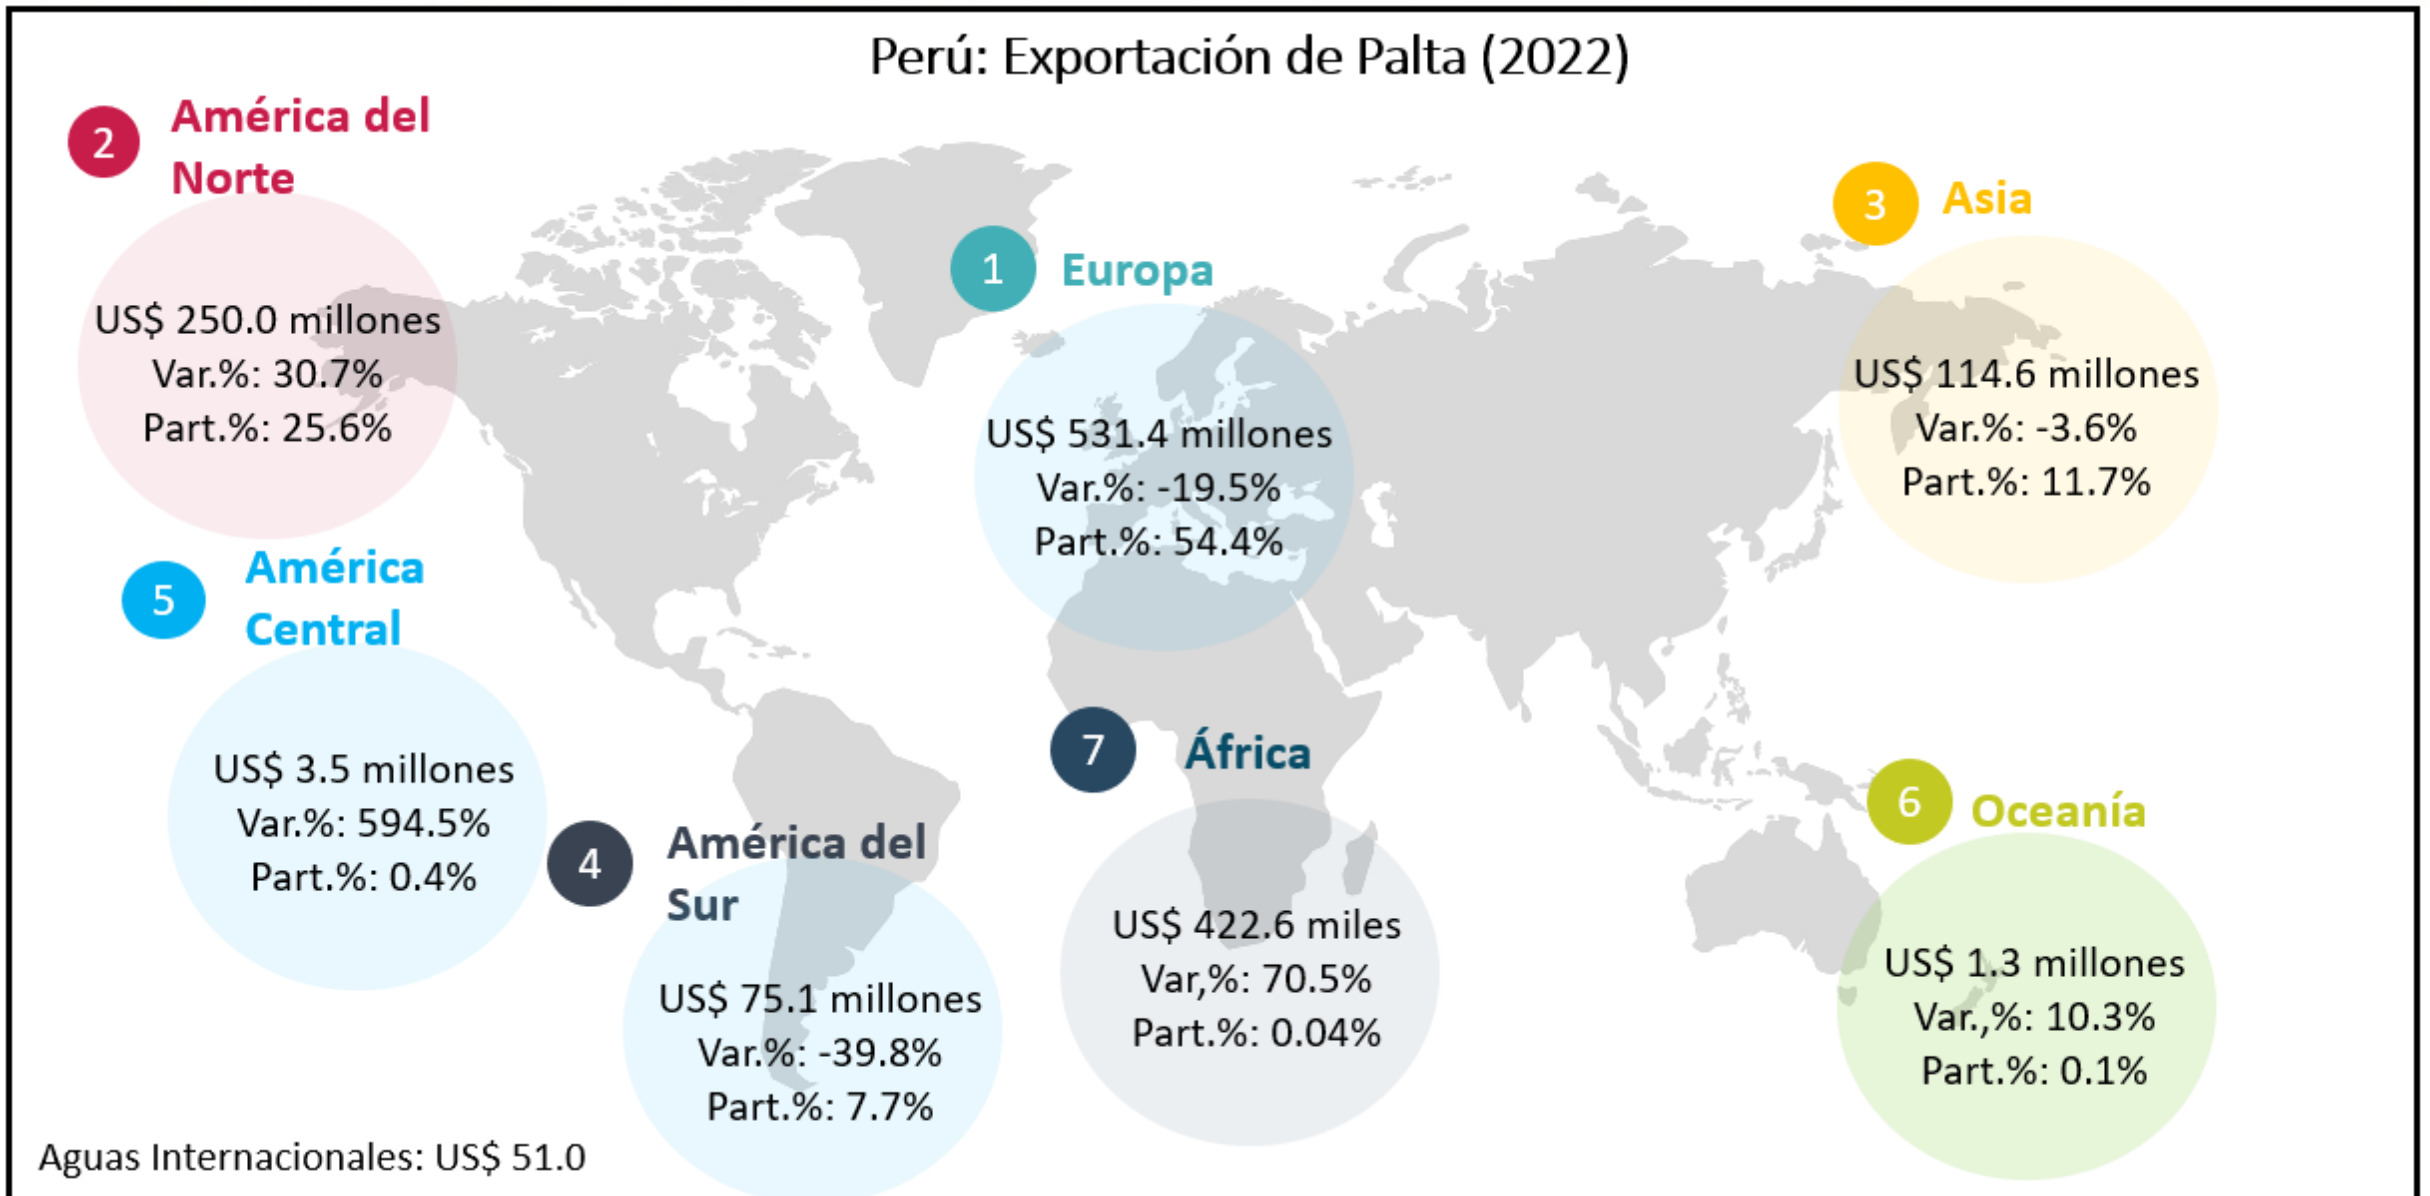 Perú: Exportación de Palta (2022)
2
América del
Norte
US$ 250.0 millones
Var.%: 30.7%
Part.%: 25.6%
1
Europa
US$ 531.4 millones
Var.%: -19.5%
Part.%: 54.4%
3
Asia
US$ 114.6 millones
Var.%: -3.6%
Part.%: 11.7%
5
América
Central
US$ 3.5 millones
Var.%: 594.5%
Part.%: 0.4%
4
América del
Sur
US$ 75.1 millones
Var.%: -39.8%
Part.%: 7.7%
7
África
US$ 422.6 miles
Var,%: 70.5%
Part.%: 0.04%
6
Oceanía
US$ 1.3 millones
Var.,%: 10.3%
Part.%: 0.1%
Aguas Internacionales: US$ 51.0